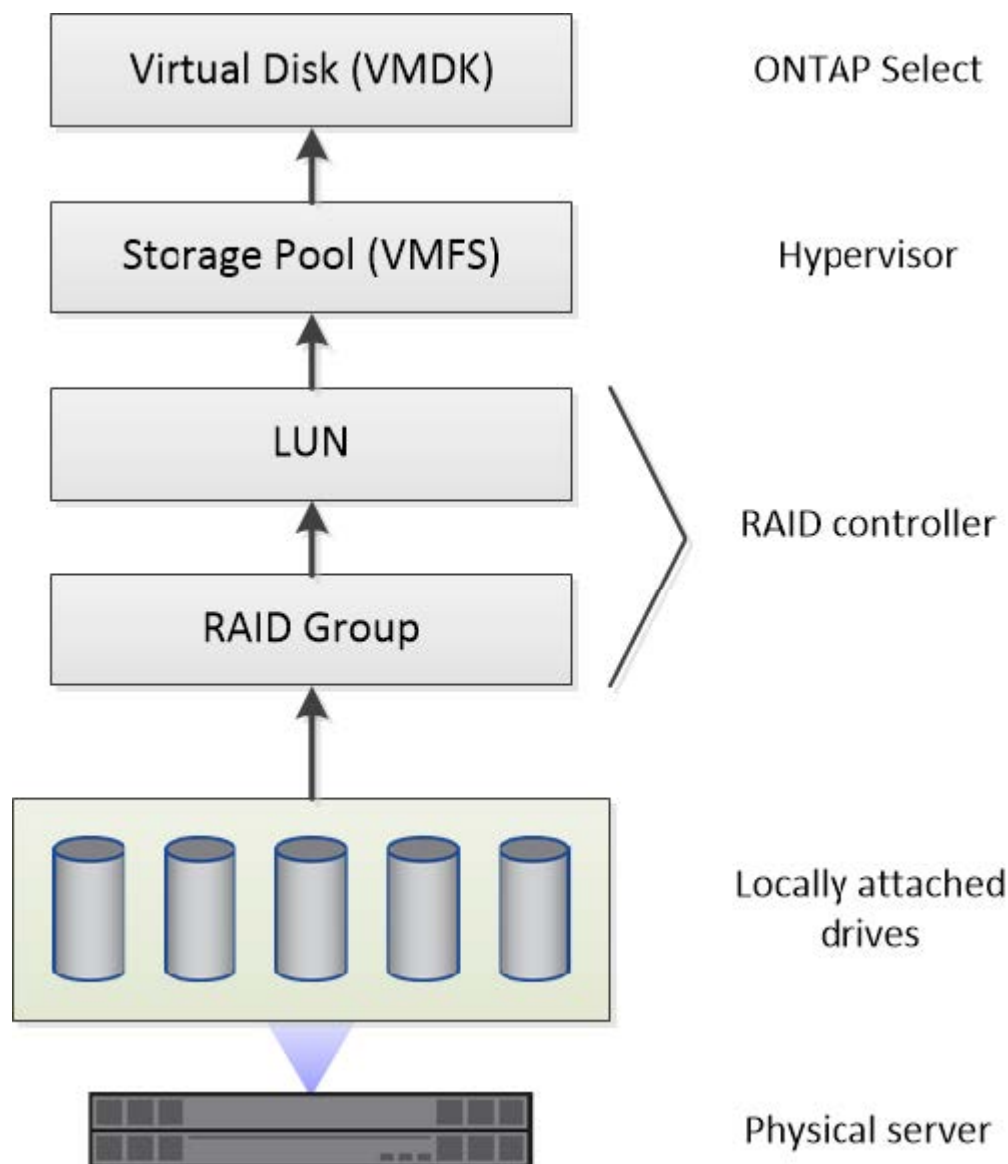 Virtual Disk (VMDK)
ONTAP Select
Storage Pool (VMFS)
Hypervisor
LUN
RAID controller
RAID Group
Locally attached
drives
Physical server